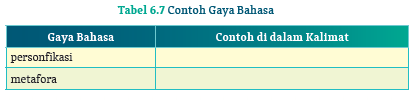 Tabel 6.7 Contoh Gaya Bahasa
Gaya Bahasa Contoh di dalam Kalimat
personfikasi
metafora